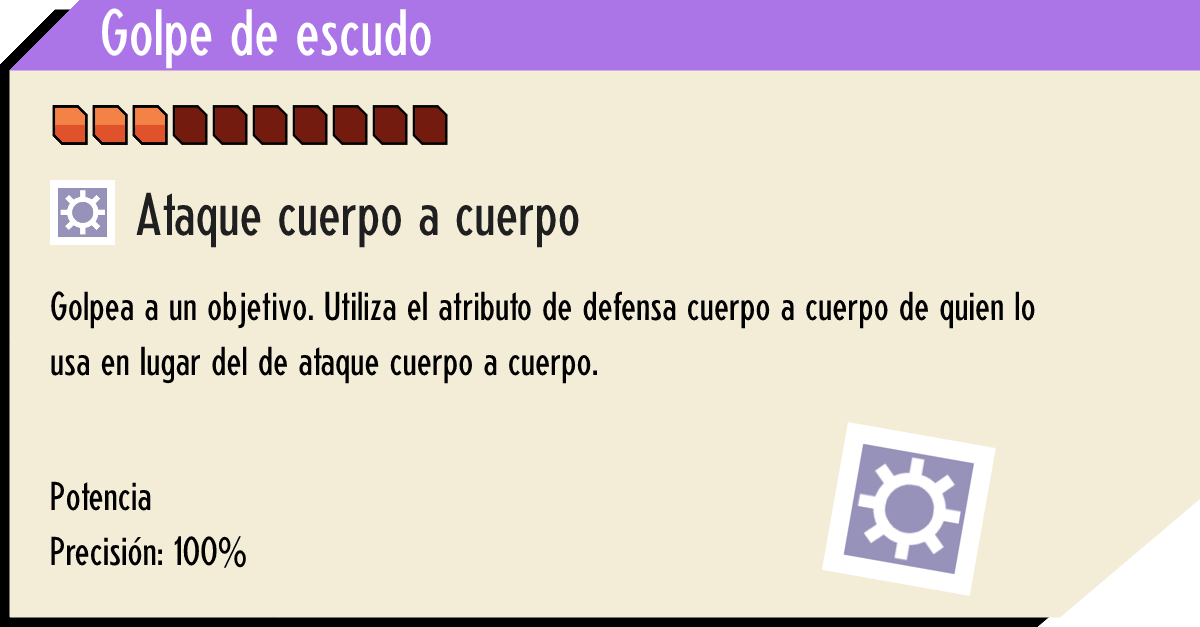 Golpe de escudo
Ataque cuerpo a cuerpo
Golpea a un objetivo. Utiliza el atributo de defensa cuerpo a cuerpo de quien lo
usa en lugar del de ataque cuerpo a cuerpo.
Potencia
Precisión: 100%